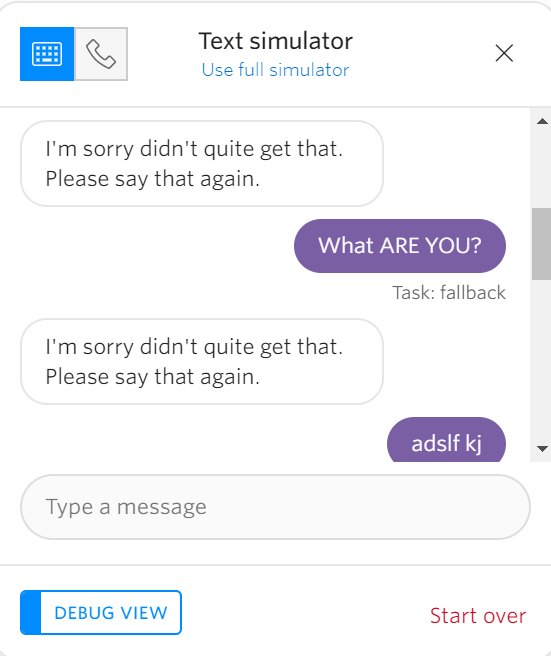 Text simulator
Use full simulator
I'm sorry didn't quite get that.
Please say that again.
What ARE YOU?
Task: fallback
I'm sorry didn't quite get that.
Please say that again.
adslf kj
Type a message
DEBUG VIEW
Start over